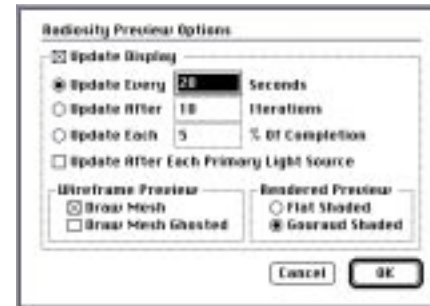 Radiosity Preview Options
Update Display
Update Every 20 Seconds
Update After 10 Iterations
Update Each 5 % Of Completion
Update After Each Primary Light Source
Wireframe Preview
Draw Mesh
Draw Mesh Ghosted
Rendered Preview
Flat Shaded
Gouraud Shaded
Cancel OK